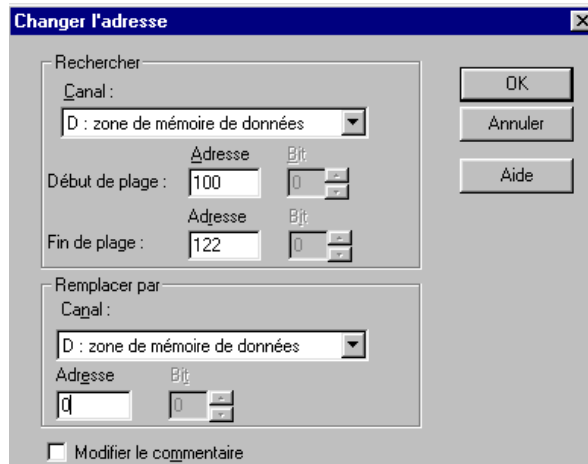 Changer l'adresse
Rechercher
Canal :
D : zone de mémoire de données
Adresse Bit
Début de plage : 100 0
Adresse Bit
Fin de plage : 122 0
Remplacer par
Canal :
D : zone de mémoire de données
Adresse Bit
0 0
Modifier le commentaire
OK
Annuler
Aide